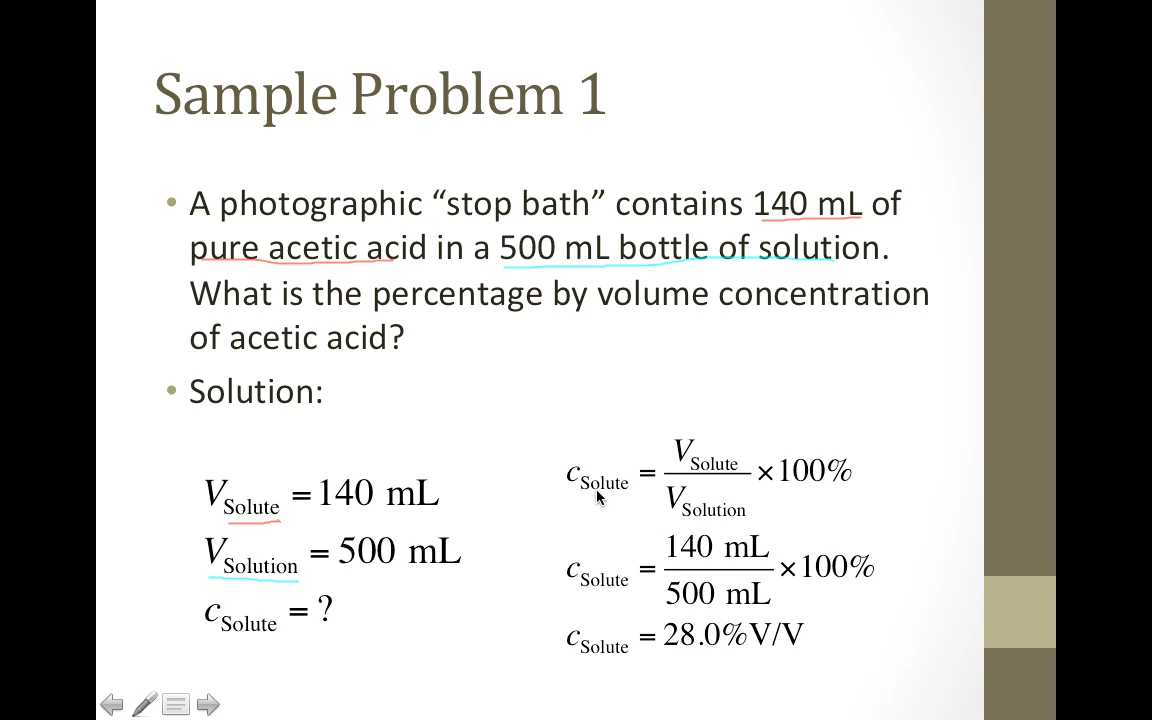 Sample Problem 1
• A photographic “stop bath” contains 140 mL of
pure acetic acid in a 500 mL bottle of solution.
What is the percentage by volume concentration
of acetic acid?
• Solution:
V_Solute = 140 mL
V_Solution = 500 mL
c_Solute = ?
c_Solute = V_Solute / V_Solution × 100%
c_Solute = 140 mL / 500 mL × 100%
c_Solute = 28.0% V/V